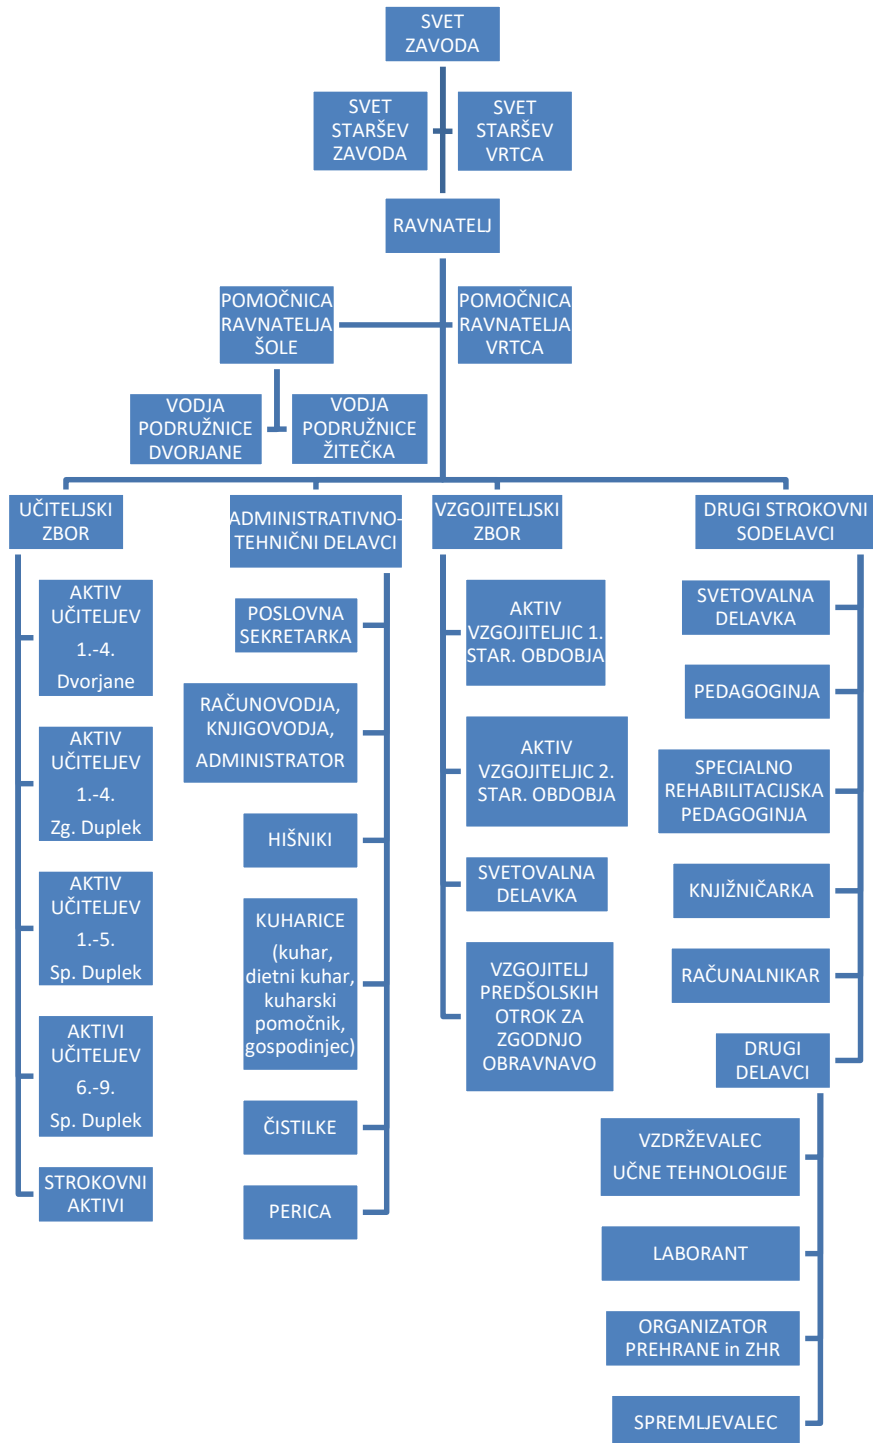 SVET
ZAVODA
SVET
STARŠEV
ZAVODA
SVET
STARŠEV
VRTCA
RAVNATELJ
POMOČNICA
RAVNATELJA
ŠOLE
POMOČNICA
RAVNATELJA
VRTCA
VODJA
PODRUŽNICE
DVORJANE
VODJA
PODRUŽNICE
ŽITEČKA
UČITELJSKI
ZBOR
AKTIV
UČITELJEV
1.-4.
Dvorjane
AKTIV
UČITELJEV
1.-4.
Zg. Duplek
AKTIV
UČITELJEV
1.-5.
Sp. Duplek
AKTIVI
UČITELJEV
6.-9.
Sp. Duplek
STROKOVNI
AKTIVI
ADMINISTRATIVNO-
TEHNIČNI DELAVCI
POSLOVNA
SEKRETARKA
RAČUNOVODJA,
KNJIGOVODJA,
ADMINISTRATOR
HIŠNIKI
KUHARICE
(kuhar,
dietni kuhar,
kuharski
pomočnik,
gospodinjec)
ČISTILKE
PERICA
VZGOJITELJSKI
ZBOR
AKTIV
VZGOJITELJIC 1.
STAR. OBDOBJA
AKTIV
VZGOJITELJIC 2.
STAR. OBDOBJA
SVETOVALNA
DELAVKA
VZGOJITELJ
PREDŠOLSKIH
OTROK ZA
ZGODNJO
OBRAVNAVO
DRUGI STROKOVNI
SODELAVCI
SVETOVALNA
DELAVKA
PEDAGOGINJA
SPECIALNO
REHABILITACIJSKA
PEDAGOGINJA
KNJIŽNIČARKA
RAČUNALNIKAR
DRUGI
DELAVCI
VZDRŽEVALEC
UČNE TEHNOLOGIJE
LABORANT
ORGANIZATOR
PREHRANE in ZHR
SPREMLJEVALEC